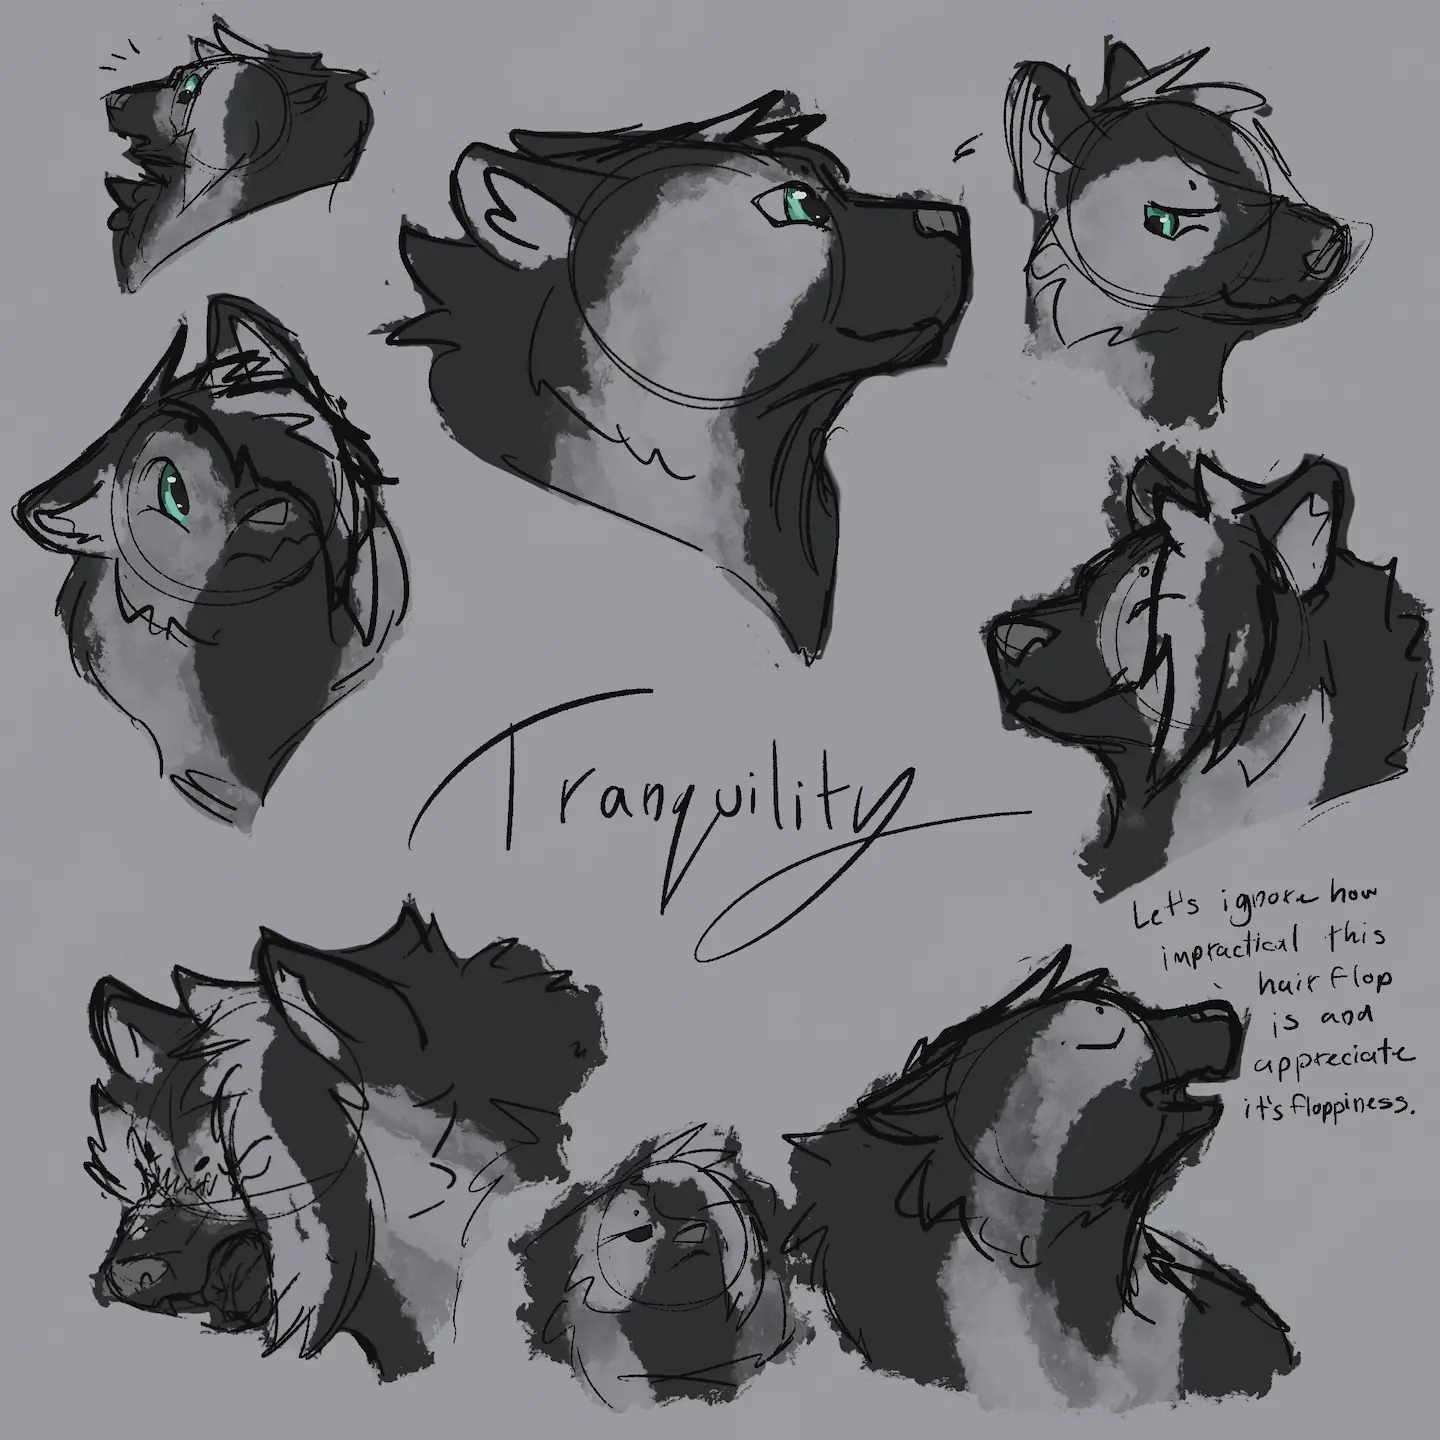 Tranquility
Let's ignore how
impractical this
hair flop
is and
appreciate
it's floppiness.